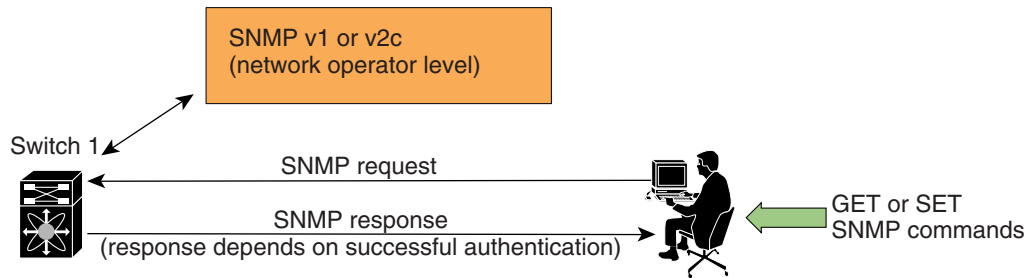 SNMP v1 or v2c
(network operator level)
Switch 1
SNMP request
SNMP response
(response depends on successful authentication)
GET or SET
SNMP commands